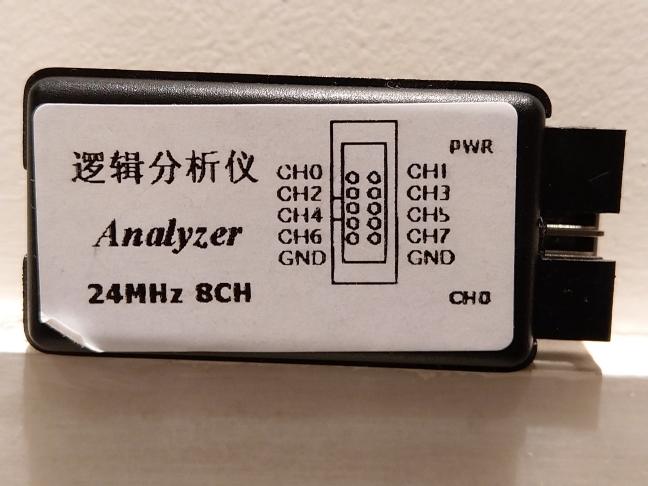 逻辑分析仪
Analyzer
24MHz 8CH
CH0 CH1
CH2 CH3
CH4 CH5
CH6 CH7
GND GND
PWR
CH0